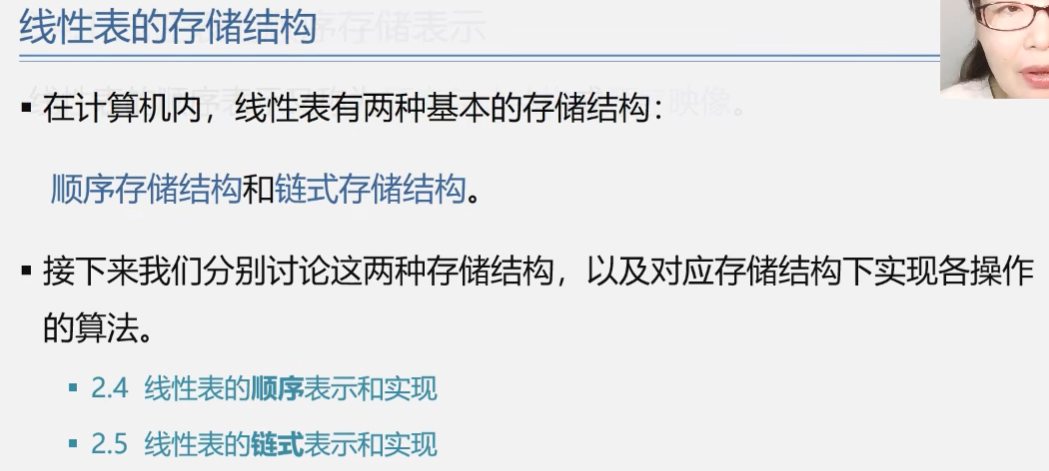 线性表的存储结构
▪ 在计算机内，线性表有两种基本的存储结构：
顺序存储结构和链式存储结构。
▪ 接下来我们分别讨论这两种存储结构，以及对应存储结构下实现各操作
的算法。
▪ 2.4 线性表的顺序表示和实现
▪ 2.5 线性表的链式表示和实现